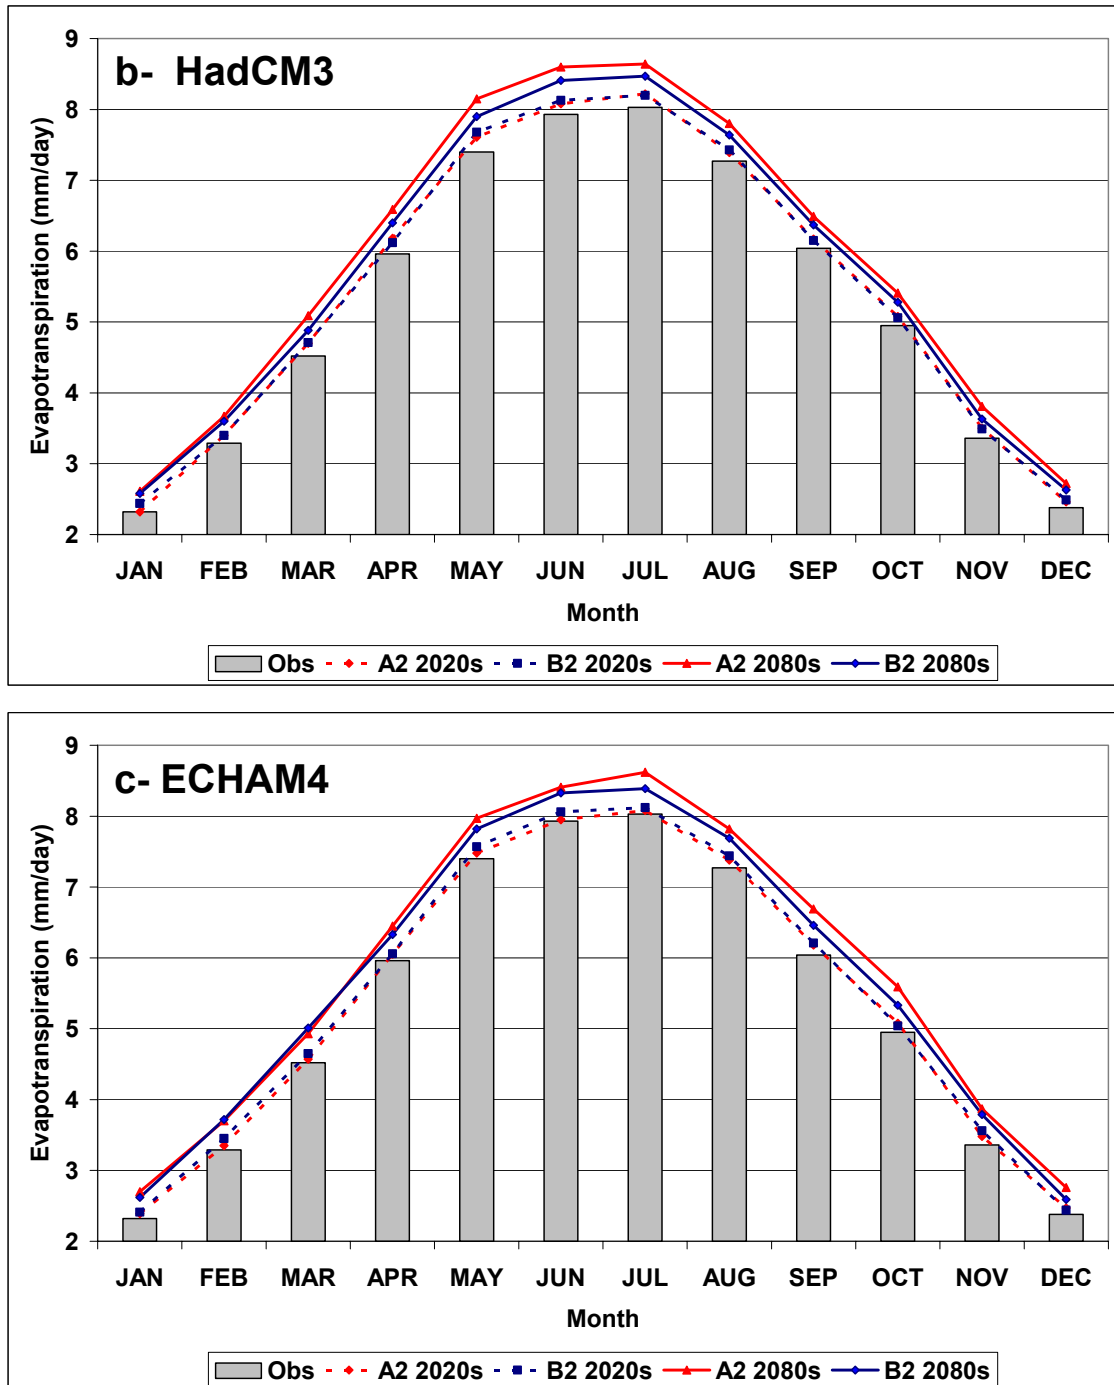 b- HadCM3
Evapotranspiration (mm/day)
9
8
7
6
5
4
3
2
JAN FEB MAR APR MAY JUN JUL AUG SEP OCT NOV DEC
Month
Obs A2 2020s B2 2020s A2 2080s B2 2080s
c- ECHAM4
Evapotranspiration (mm/day)
9
8
7
6
5
4
3
2
JAN FEB MAR APR MAY JUN JUL AUG SEP OCT NOV DEC
Month
Obs A2 2020s B2 2020s A2 2080s B2 2080s